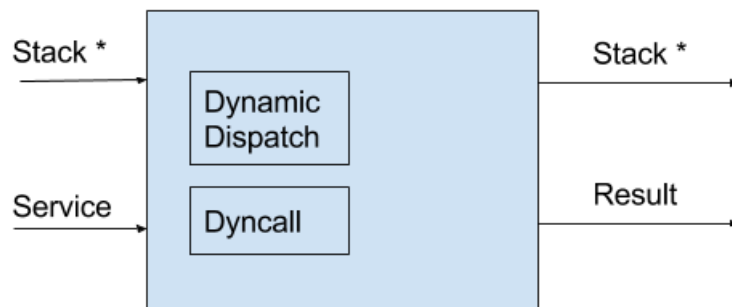 Stack *
Stack *
Dynamic
Dispatch
Service
Result
Dyncall